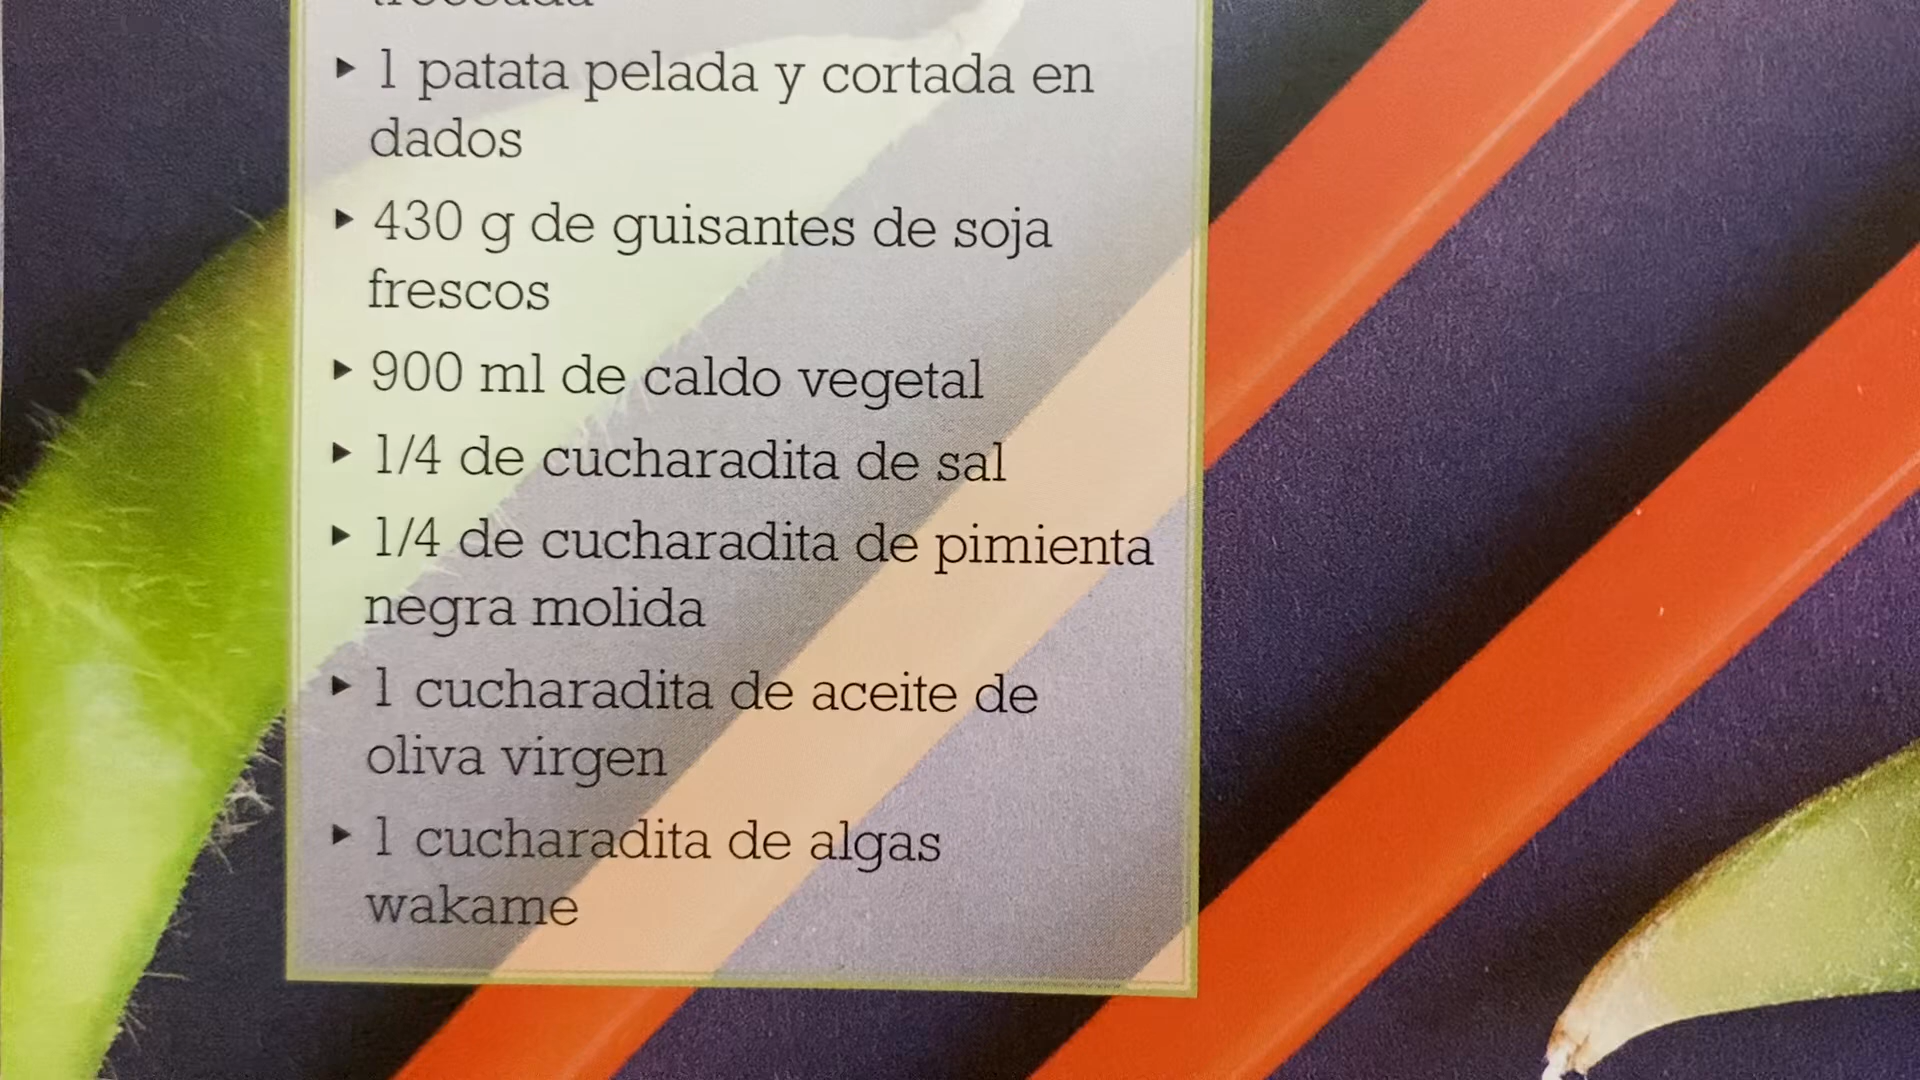 ▸ 1 patata pelada y cortada en
dados
▸ 430 g de guisantes de soja
frescos
▸ 900 ml de caldo vegetal
▸ 1/4 de cucharadita de sal
▸ 1/4 de cucharadita de pimienta
negra molida
▸ 1 cucharadita de aceite de
oliva virgen
▸ 1 cucharadita de algas
wakame